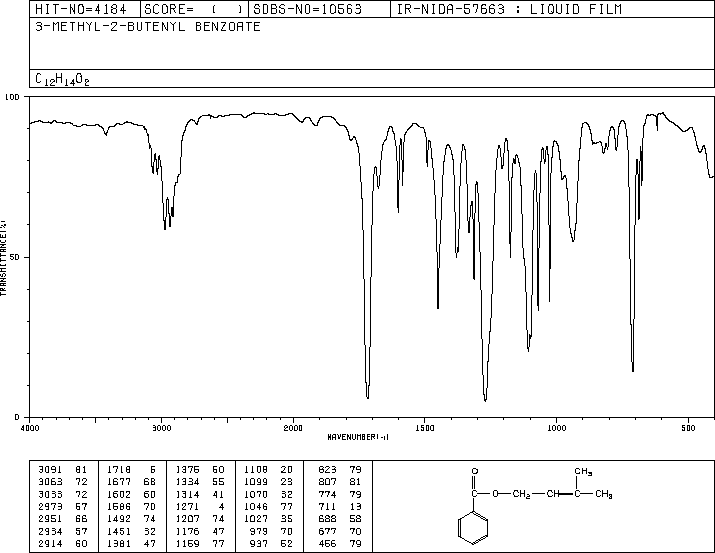 HIT-NO=4184 SCORE= ( ) SDBS-NO=10563 IR-NIDA-57663 : LIQUID FILM
3-METHYL-2-BUTENYL BENZOATE
C12H14O2
100
50
0
TRANSMITTANCE(%)
4000 3000 2000 1500 1000 500
WAVENUMBER(-1)
3091 81 1718 6 1376 50 1108 20 823 79
3063 72 1677 68 1334 55 1099 23 807 81
3033 72 1602 60 1314 41 1070 32 774 79
2973 57 1586 70 1271 4 1046 77 711 13
2951 66 1492 74 1207 74 1027 35 688 58
2934 57 1451 32 1176 47 979 70 677 70
2914 60 1381 47 1159 77 937 52 456 79
O
CH3
C—O—CH2—CH—C—CH3